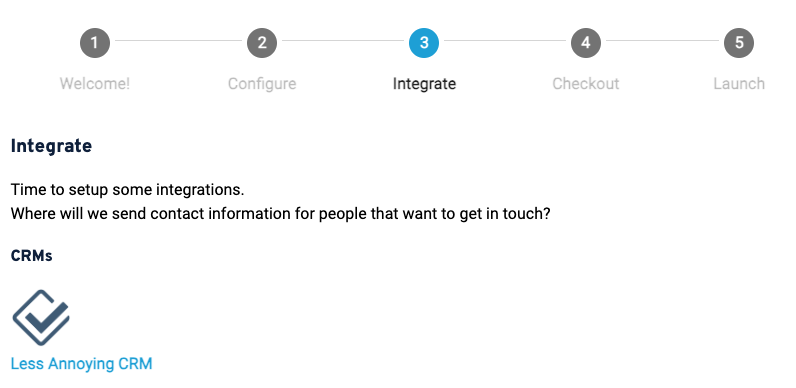 1 2 3 4 5
Welcome! Configure Integrate Checkout Launch
Integrate
Time to setup some integrations.
Where will we send contact information for people that want to get in touch?
CRMs
Less Annoying CRM